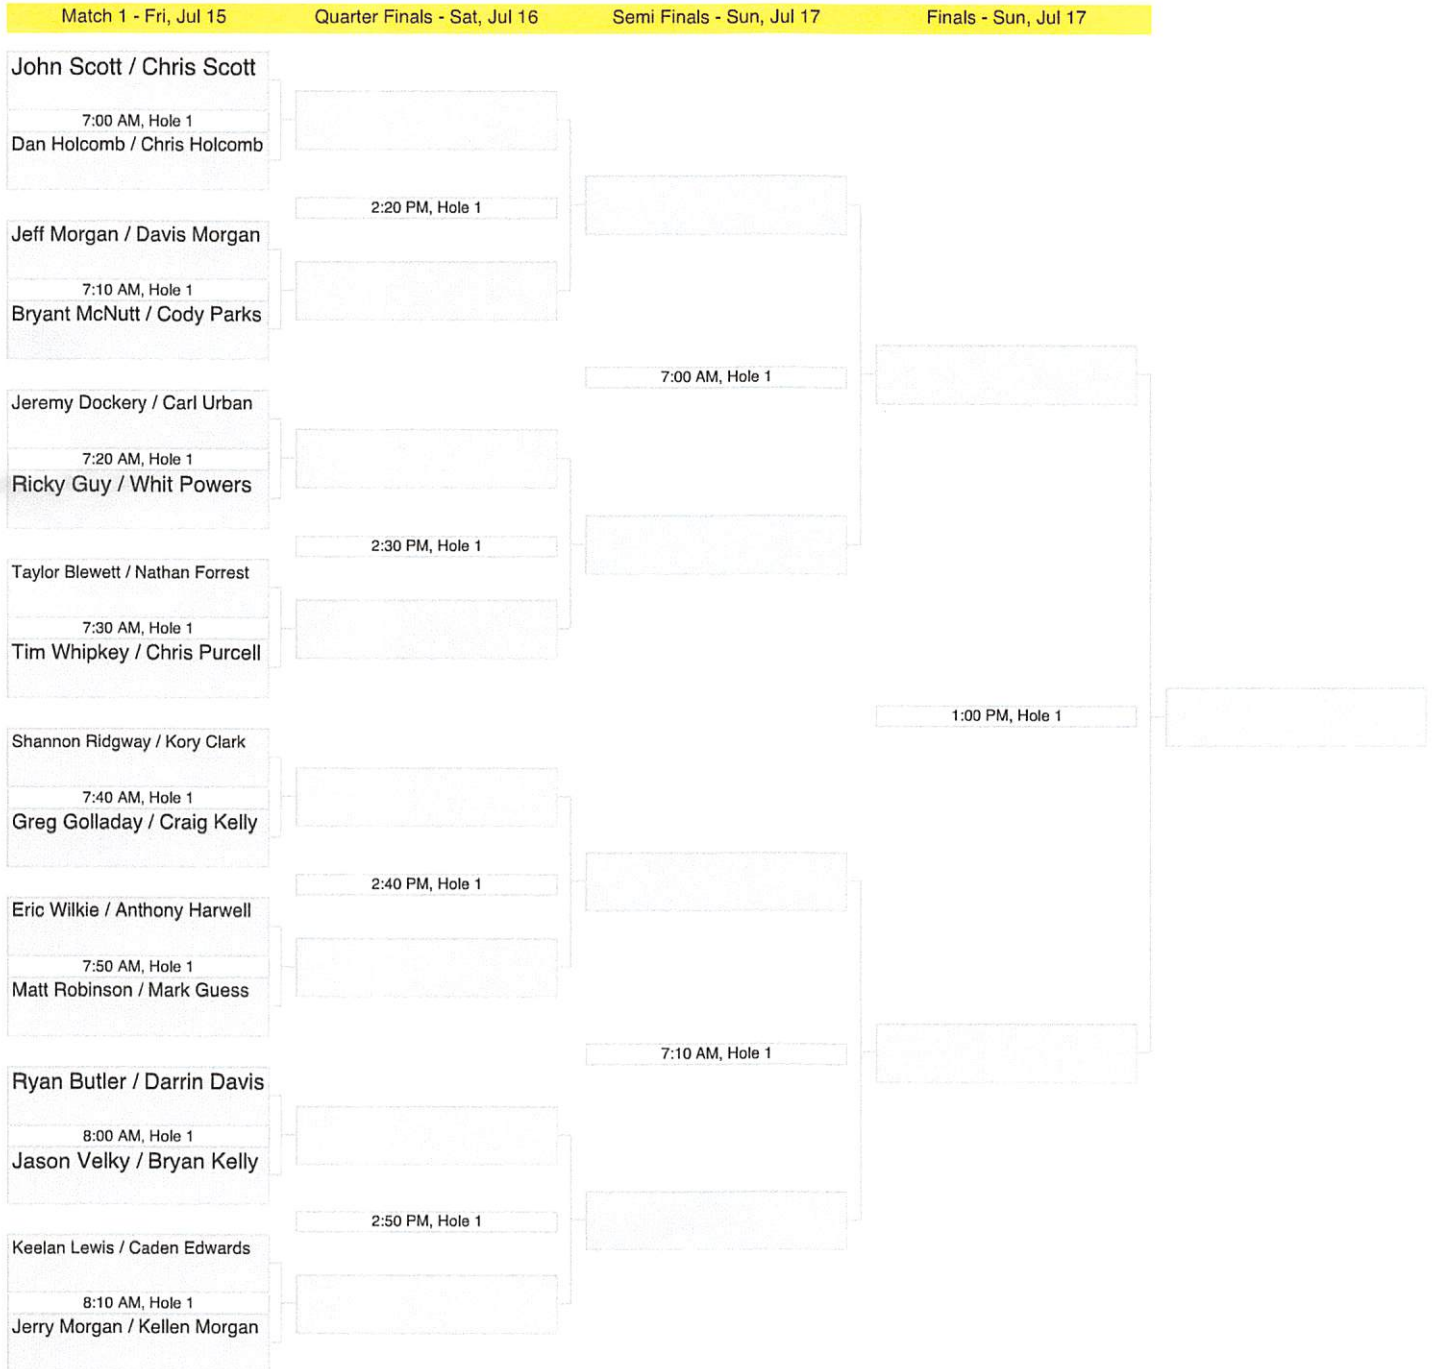 Match 1 - Fri, Jul 15
Quarter Finals - Sat, Jul 16
Semi Finals - Sun, Jul 17
Finals - Sun, Jul 17
John Scott / Chris Scott
7:00 AM, Hole 1
Dan Holcomb / Chris Holcomb
2:20 PM, Hole 1
Jeff Morgan / Davis Morgan
7:10 AM, Hole 1
Bryant McNutt / Cody Parks
7:00 AM, Hole 1
Jeremy Dockery / Carl Urban
7:20 AM, Hole 1
Ricky Guy / Whit Powers
2:30 PM, Hole 1
Taylor Blewett / Nathan Forrest
7:30 AM, Hole 1
Tim Whipkey / Chris Purcell
1:00 PM, Hole 1
Shannon Ridgway / Kory Clark
7:40 AM, Hole 1
Greg Golladay / Craig Kelly
2:40 PM, Hole 1
Eric Wilkie / Anthony Harwell
7:50 AM, Hole 1
Matt Robinson / Mark Guess
7:10 AM, Hole 1
Ryan Butler / Darrin Davis
8:00 AM, Hole 1
Jason Velky / Bryan Kelly
2:50 PM, Hole 1
Keelan Lewis / Caden Edwards
8:10 AM, Hole 1
Jerry Morgan / Kellen Morgan